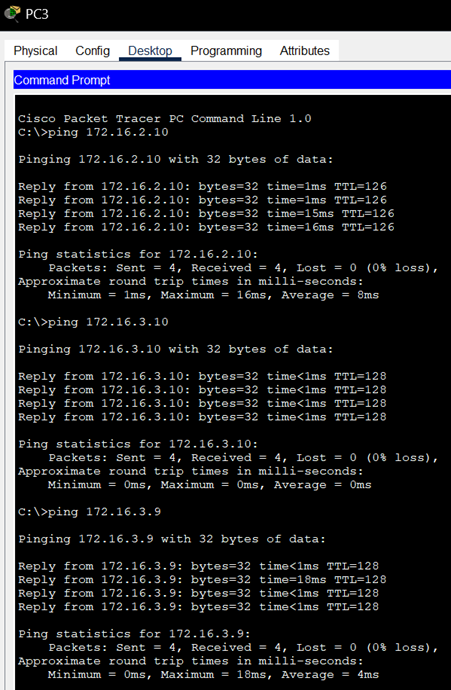 PC3
Physical Config Desktop Programming Attributes
Command Prompt
Cisco Packet Tracer PC Command Line 1.0
C:\>ping 172.16.2.10
Pinging 172.16.2.10 with 32 bytes of data:
Reply from 172.16.2.10: bytes=32 time=1ms TTL=126
Reply from 172.16.2.10: bytes=32 time=1ms TTL=126
Reply from 172.16.2.10: bytes=32 time=15ms TTL=126
Reply from 172.16.2.10: bytes=32 time=16ms TTL=126
Ping statistics for 172.16.2.10:
Packets: Sent = 4, Received = 4, Lost = 0 (0% loss),
Approximate round trip times in milli-seconds:
Minimum = 1ms, Maximum = 16ms, Average = 8ms
C:\>ping 172.16.3.10
Pinging 172.16.3.10 with 32 bytes of data:
Reply from 172.16.3.10: bytes=32 time<1ms TTL=128
Reply from 172.16.3.10: bytes=32 time<1ms TTL=128
Reply from 172.16.3.10: bytes=32 time<1ms TTL=128
Reply from 172.16.3.10: bytes=32 time<1ms TTL=128
Ping statistics for 172.16.3.10:
Packets: Sent = 4, Received = 4, Lost = 0 (0% loss),
Approximate round trip times in milli-seconds:
Minimum = 0ms, Maximum = 0ms, Average = 0ms
C:\>ping 172.16.3.9
Pinging 172.16.3.9 with 32 bytes of data:
Reply from 172.16.3.9: bytes=32 time<1ms TTL=128
Reply from 172.16.3.9: bytes=32 time=18ms TTL=128
Reply from 172.16.3.9: bytes=32 time<1ms TTL=128
Reply from 172.16.3.9: bytes=32 time<1ms TTL=128
Ping statistics for 172.16.3.9:
Packets: Sent = 4, Received = 4, Lost = 0 (0% loss),
Approximate round trip times in milli-seconds:
Minimum = 0ms, Maximum = 18ms, Average = 4ms